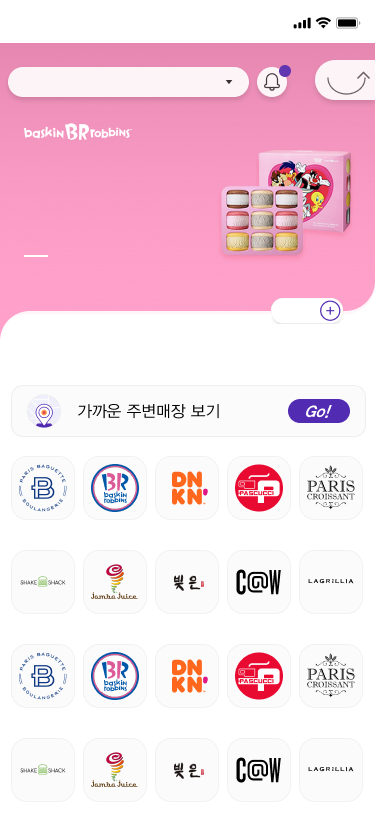 baskin BR robbins
가까운 주변매장 보기
Go!
PARIS BAGUETTE
B
BOULANGERIE
BR
baskin
robbins
DN
KN
PASCUCCI
PARIS
CROISSANT
SHAKE SHACK
Jamba Juice
빚은
C@W
LAGRILLIA
PARIS BAGUETTE
B
BOULANGERIE
BR
baskin
robbins
DN
KN
PASCUCCI
PARIS
CROISSANT
SHAKE SHACK
Jamba Juice
빚은
C@W
LAGRILLIA